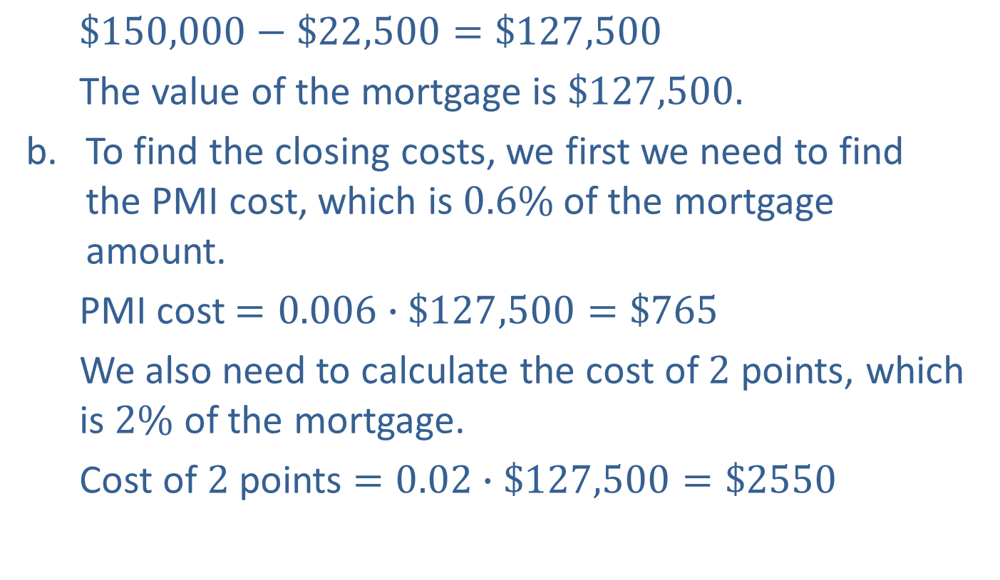 $150,000 − $22,500 = $127,500
The value of the mortgage is $127,500.
b. To find the closing costs, we first we need to find
the PMI cost, which is 0.6% of the mortgage
amount.
PMI cost = 0.006 · $127,500 = $765
We also need to calculate the cost of 2 points, which
is 2% of the mortgage.
Cost of 2 points = 0.02 · $127,500 = $2550